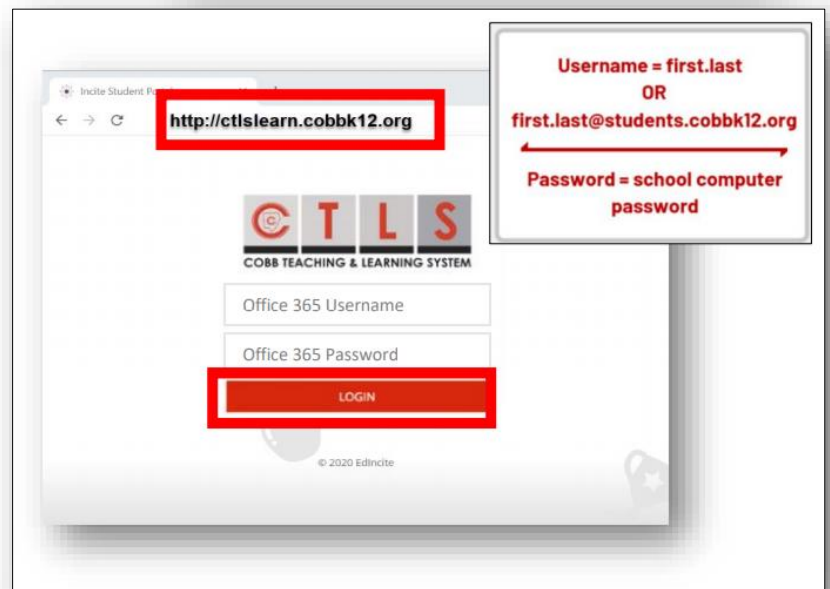 Incite Student
http://ctlslearn.cobbk12.org
Username = first.last
OR
first.last@students.cobbk12.org
Password = school computer
password
C T L S
COBB TEACHING & LEARNING SYSTEM
Office 365 Username
Office 365 Password
LOGIN
© 2020 EdIncite